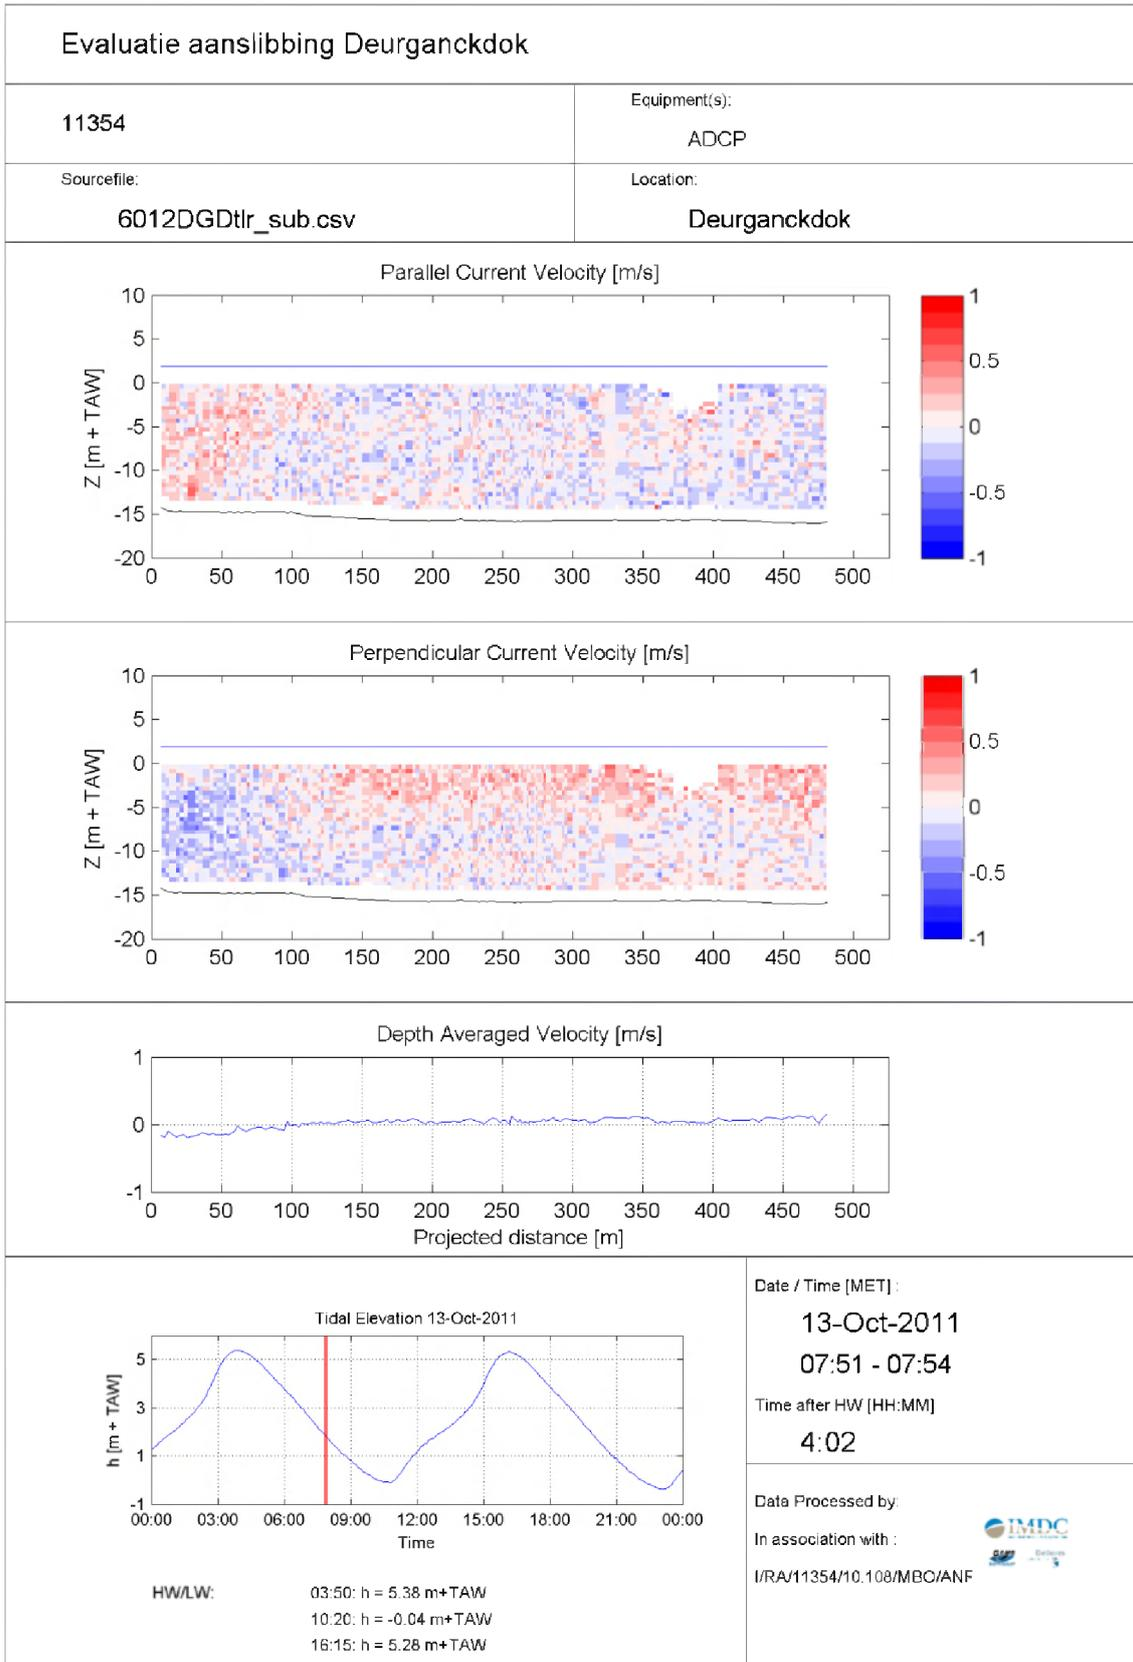 Evaluatie aanslibbing Deurganckdok
11354
Equipment(s):
ADCP
Sourcefile:
6012DGDtlr_sub.csv
Location:
Deurganckdok
Parallel Current Velocity [m/s]
10
5
0
-5
-10
-15
-20
Z [m + TAW]
0 50 100 150 200 250 300 350 400 450 500
1
0.5
0
-0.5
-1
Perpendicular Current Velocity [m/s]
10
5
0
-5
-10
-15
-20
Z [m + TAW]
0 50 100 150 200 250 300 350 400 450 500
1
0.5
0
-0.5
-1
Depth Averaged Velocity [m/s]
1
0
-1
0 50 100 150 200 250 300 350 400 450 500
Projected distance [m]
Tidal Elevation 13-Oct-2011
5
3
1
-1
h [m + TAW]
00:00 03:00 06:00 09:00 12:00 15:00 18:00 21:00 00:00
Time
HW/LW:
03:50: h = 5.38 m+TAW
10:20: h = -0.04 m+TAW
16:15: h = 5.28 m+TAW
Date / Time [MET] :
13-Oct-2011
07:51 - 07:54
Time after HW [HH:MM]
4:02
Data Processed by:
IMDC
In association with :
I/RA/11354/10.108/MBO/ANF